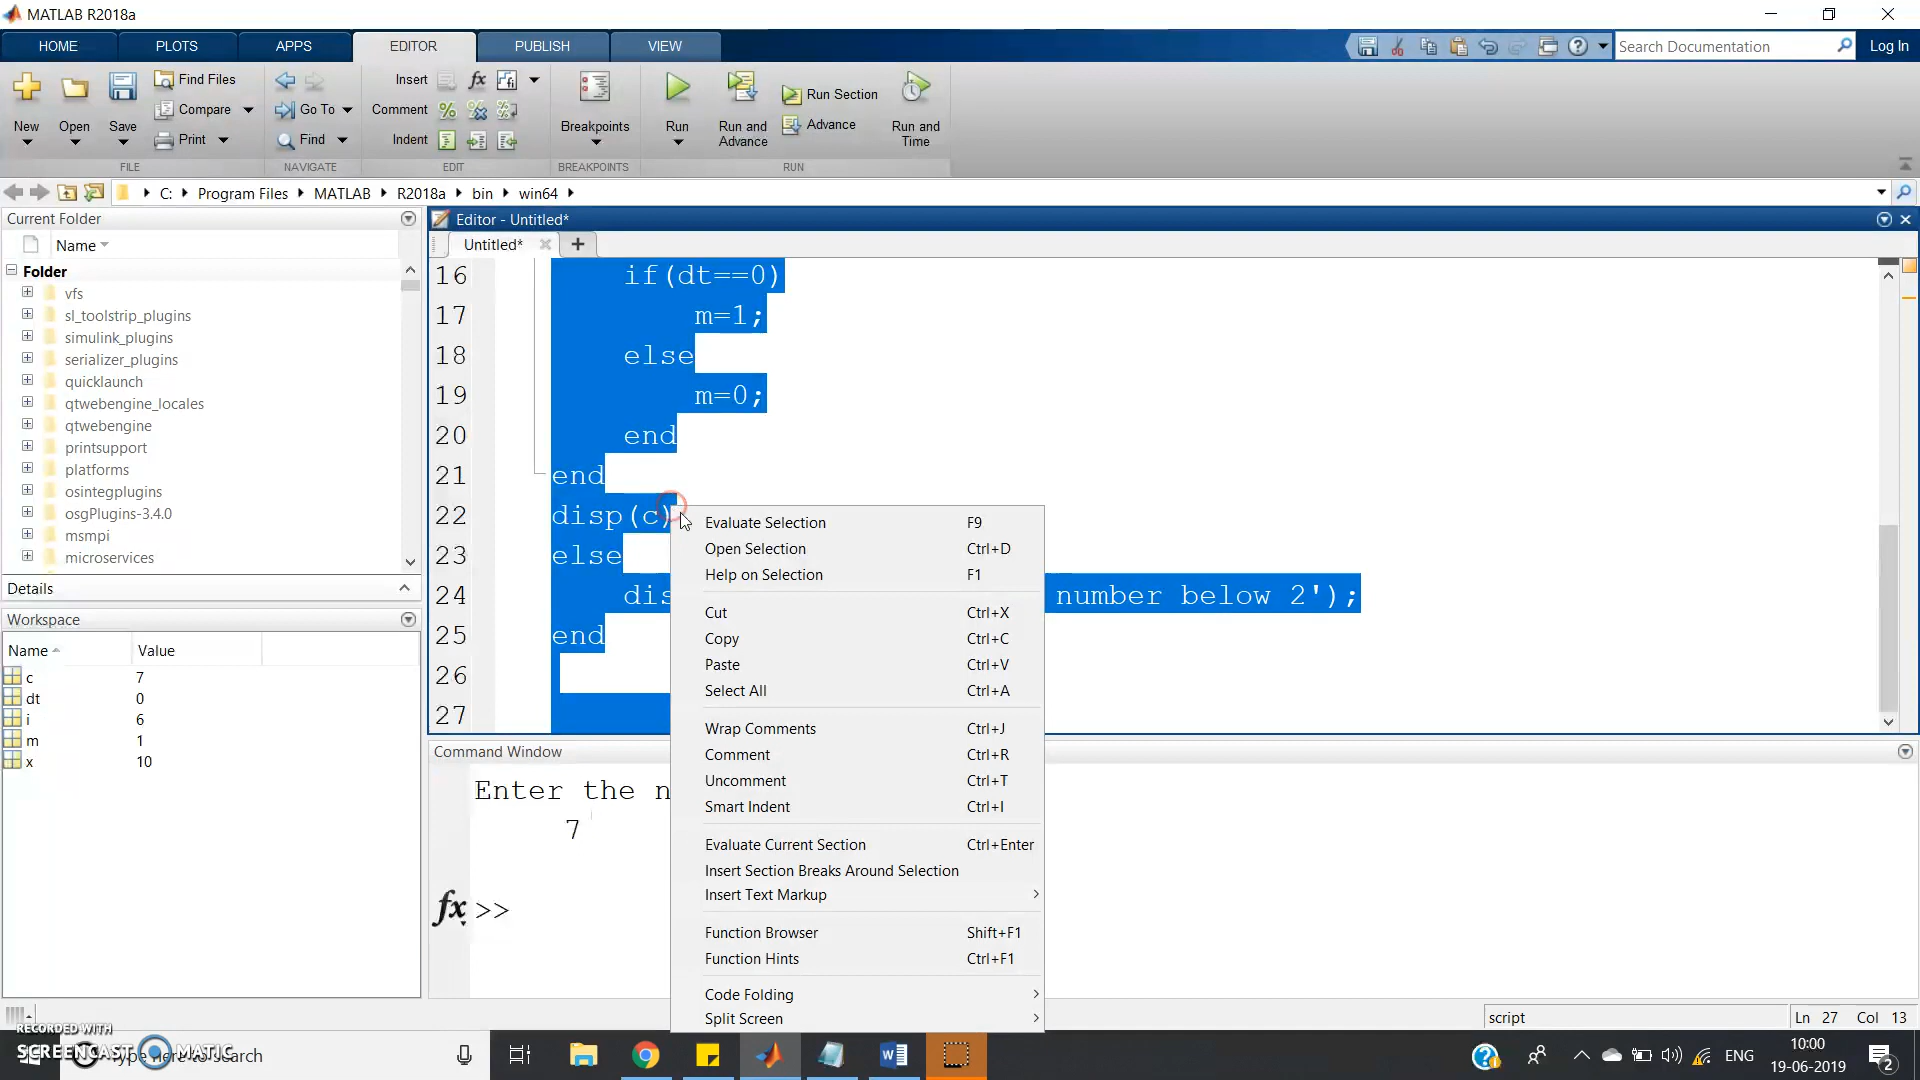 MATLAB R2018a
HOME PLOTS APPS EDITOR PUBLISH VIEW
Search Documentation
Log In
New Open Save
Find Files
Compare
Print
Go To
Find
Insert
Comment
Indent
fx
Breakpoints
Run
Run and Advance
Run Section
Advance
Run and Time
FILE NAVIGATE EDIT BREAKPOINTS RUN
C: Program Files MATLAB R2018a bin win64
Current Folder
Name
Folder
vfs
sl_toolstrip_plugins
simulink_plugins
serializer_plugins
quicklaunch
qtwebengine_locales
qtwebengine
printsupport
platforms
osintegplugins
osgPlugins-3.4.0
msmpi
microservices
Details
Workspace
Name Value
c 7
dt 0
i 6
m 1
x 10
Editor - Untitled*
Untitled*
16 if(dt==0)
17 m=1;
18 else
19 m=0;
20 end
21 end
22 disp(c)
23 else
24 dis number below 2');
25 end
26
27
Evaluate Selection F9
Open Selection Ctrl+D
Help on Selection F1
Cut Ctrl+X
Copy Ctrl+C
Paste Ctrl+V
Select All Ctrl+A
Wrap Comments Ctrl+J
Comment Ctrl+R
Uncomment Ctrl+T
Smart Indent Ctrl+I
Evaluate Current Section Ctrl+Enter
Insert Section Breaks Around Selection
Insert Text Markup
Function Browser Shift+F1
Function Hints Ctrl+F1
Code Folding
Split Screen
Command Window
Enter the n
7
fx >>
script
Ln 27 Col 13
RECORDED WITH
SCREENCAST MATIC
here to search
ENG
10:00
19-06-2019
2